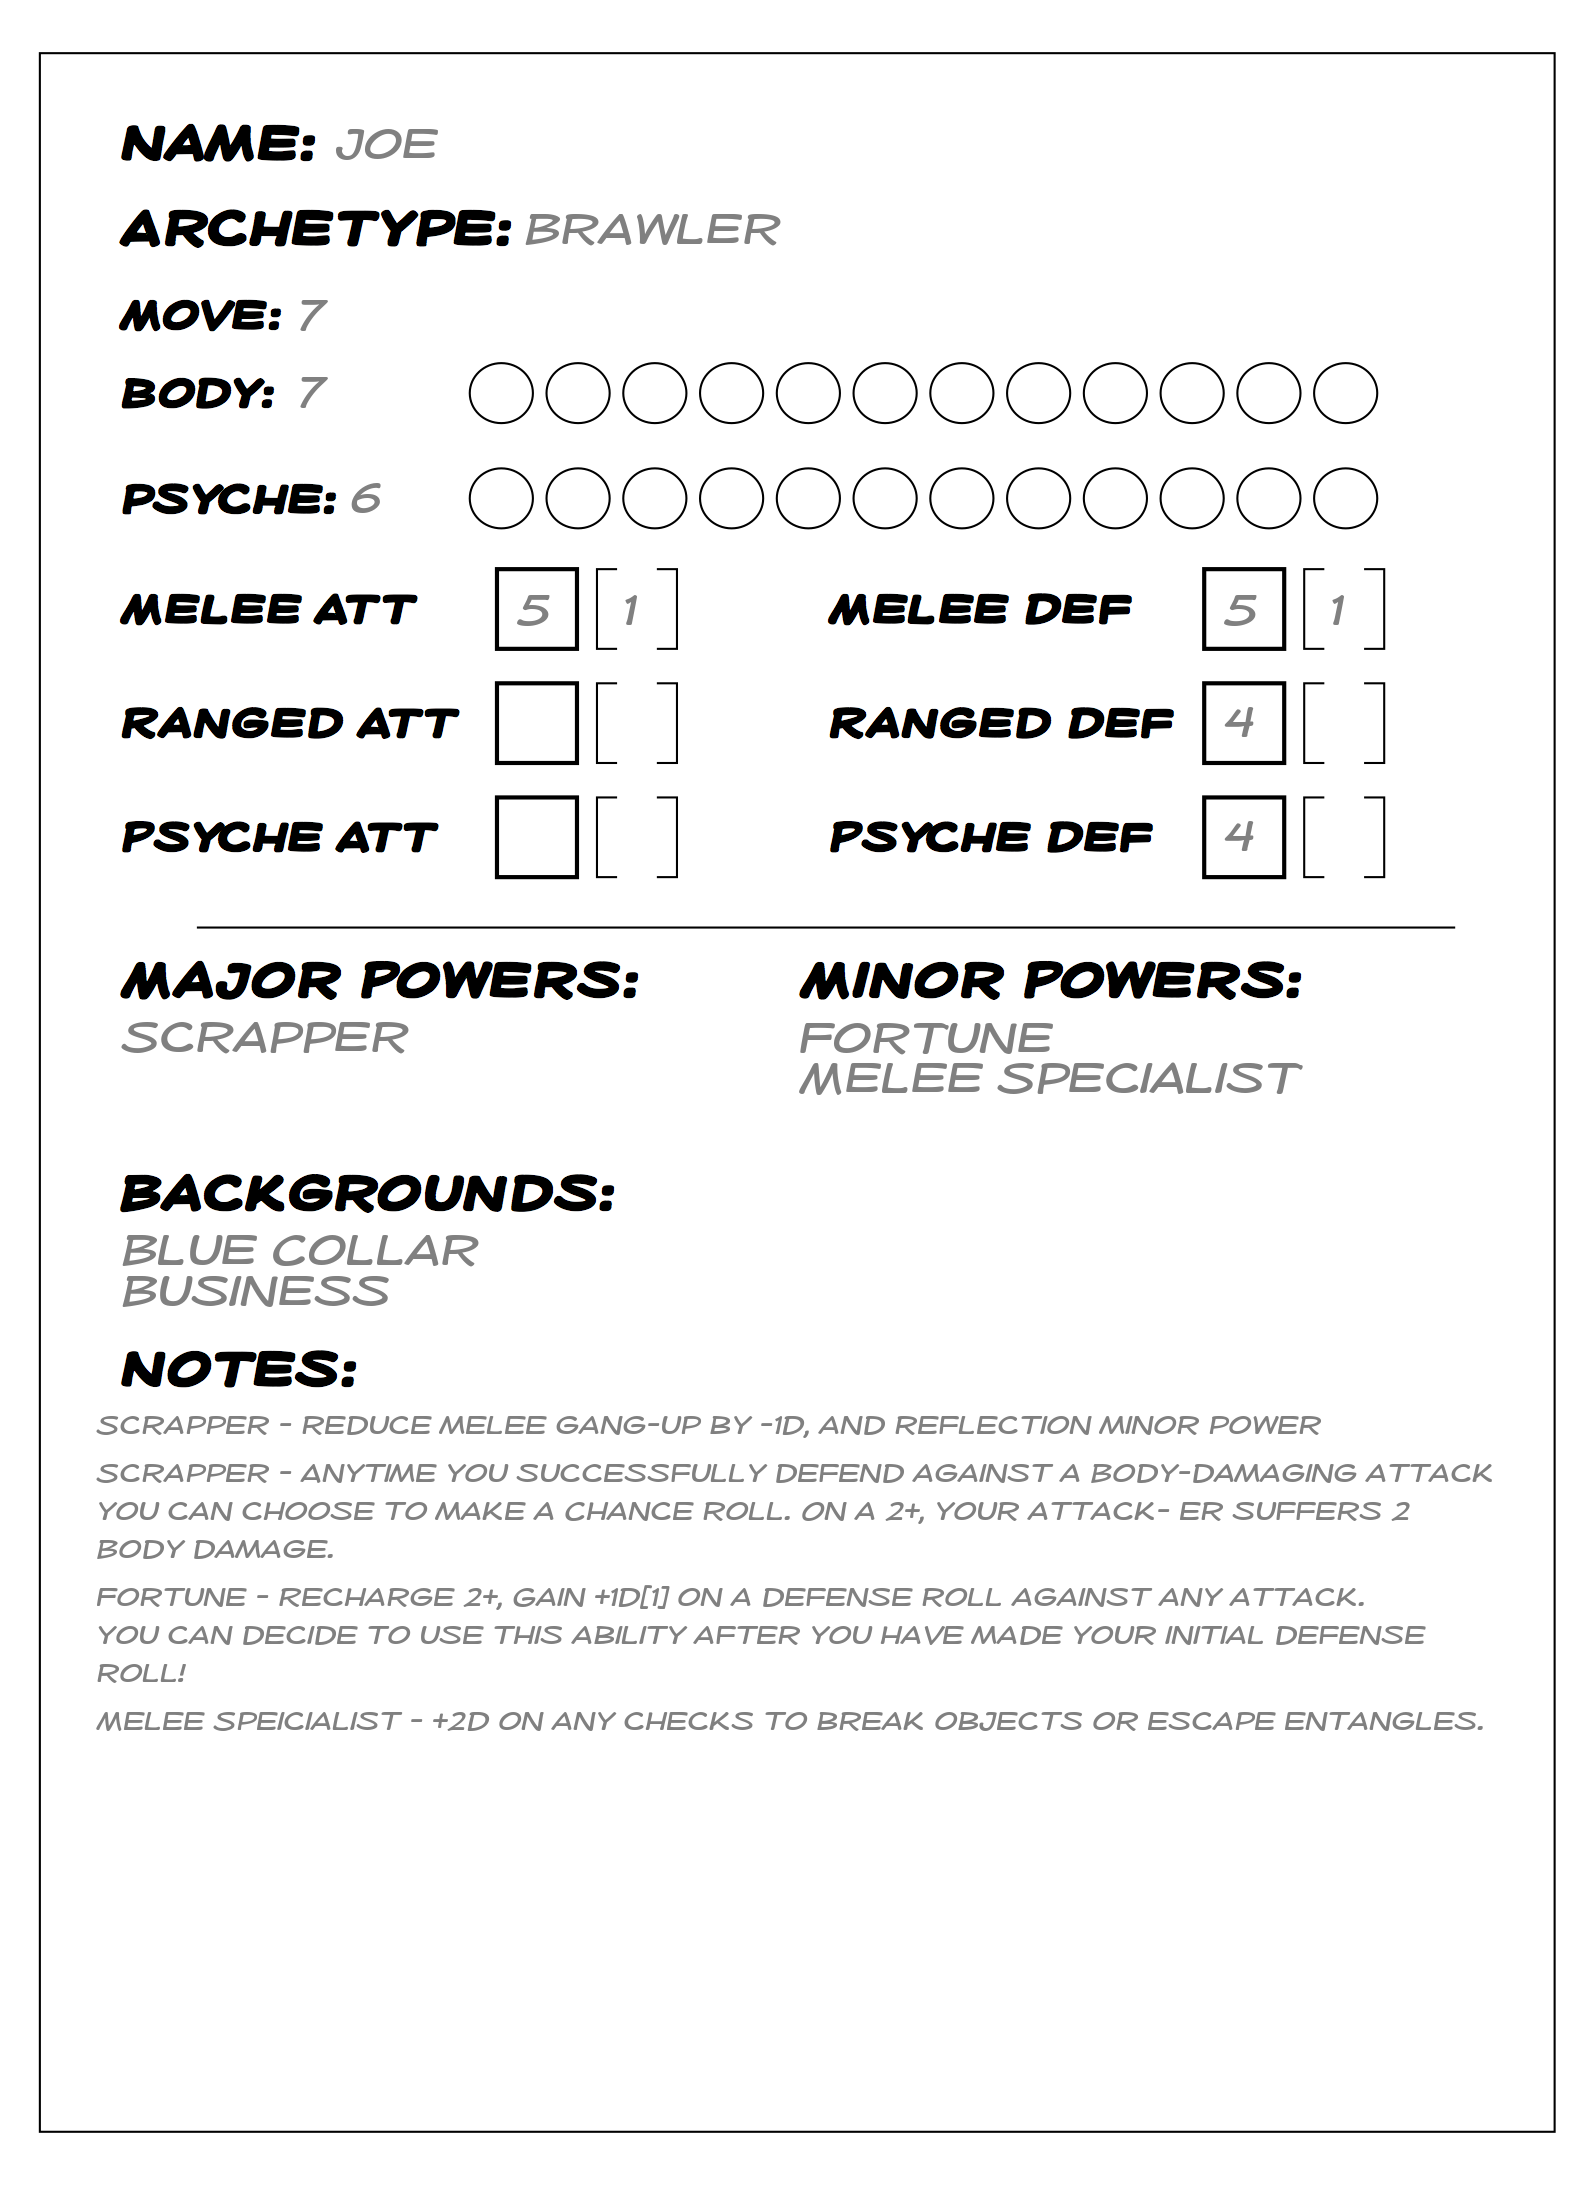 NAME: JOE
ARCHETYPE: BRAWLER
MOVE: 7
BODY: 7
PSYCHE: 6
MELEE ATT 5 [1] MELEE DEF 5 [1]
RANGED ATT [ ] RANGED DEF 4 [ ]
PSYCHE ATT [ ] PSYCHE DEF 4 [ ]
MAJOR POWERS:
SCRAPPER
MINOR POWERS:
FORTUNE
MELEE SPECIALIST
BACKGROUNDS:
BLUE COLLAR
BUSINESS
NOTES:
SCRAPPER - REDUCE MELEE GANG-UP BY -1D, AND REFLECTION MINOR POWER
SCRAPPER - ANYTIME YOU SUCCESSFULLY DEFEND AGAINST A BODY-DAMAGING ATTACK
YOU CAN CHOOSE TO MAKE A CHANCE ROLL. ON A 2+, YOUR ATTACK- ER SUFFERS 2
BODY DAMAGE.
FORTUNE - RECHARGE 2+, GAIN +1D[1] ON A DEFENSE ROLL AGAINST ANY ATTACK.
YOU CAN DECIDE TO USE THIS ABILITY AFTER YOU HAVE MADE YOUR INITIAL DEFENSE
ROLL!
MELEE SPEICIALIST - +2D ON ANY CHECKS TO BREAK OBJECTS OR ESCAPE ENTANGLES.